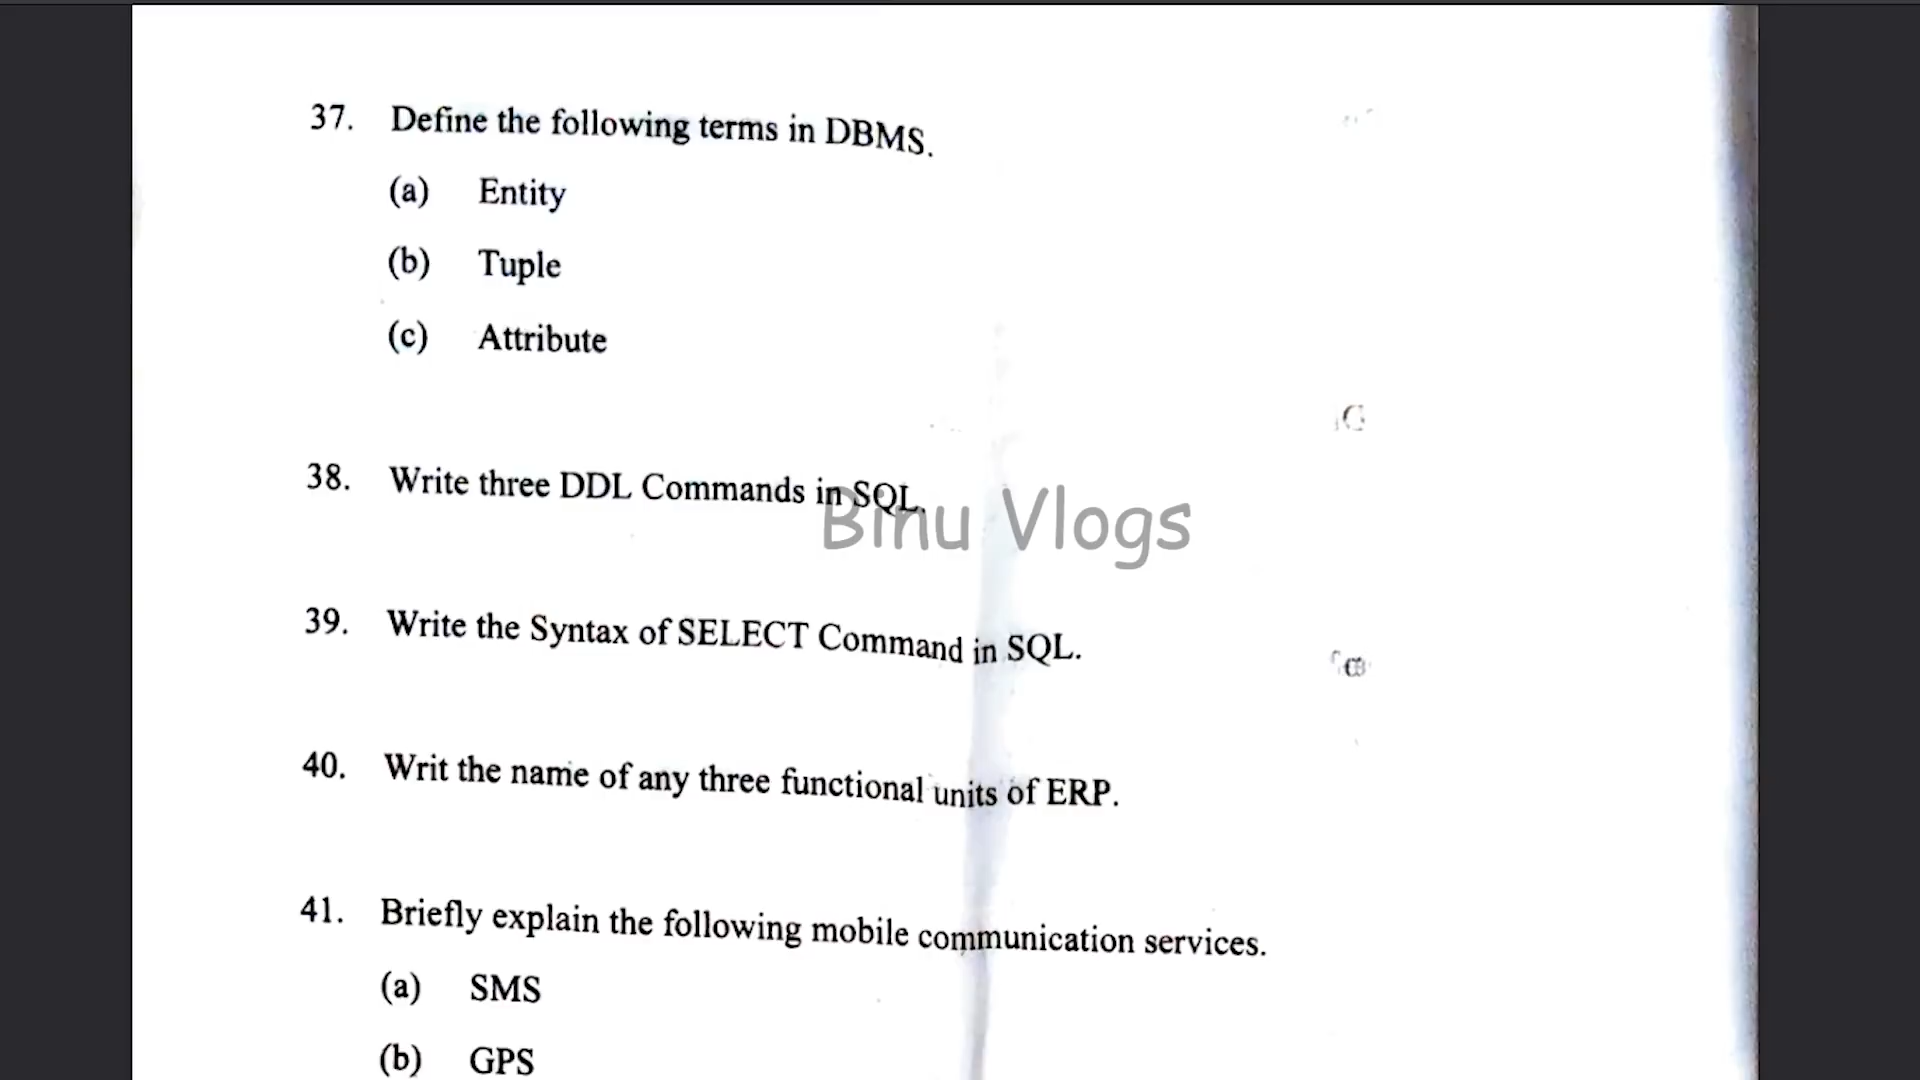 37. Define the following terms in DBMS.
(a) Entity
(b) Tuple
(c) Attribute
38. Write three DDL Commands in SQL.
Binu Vlogs
39. Write the Syntax of SELECT Command in SQL.
40. Writ the name of any three functional units of ERP.
41. Briefly explain the following mobile communication services.
(a) SMS
(b) GPS